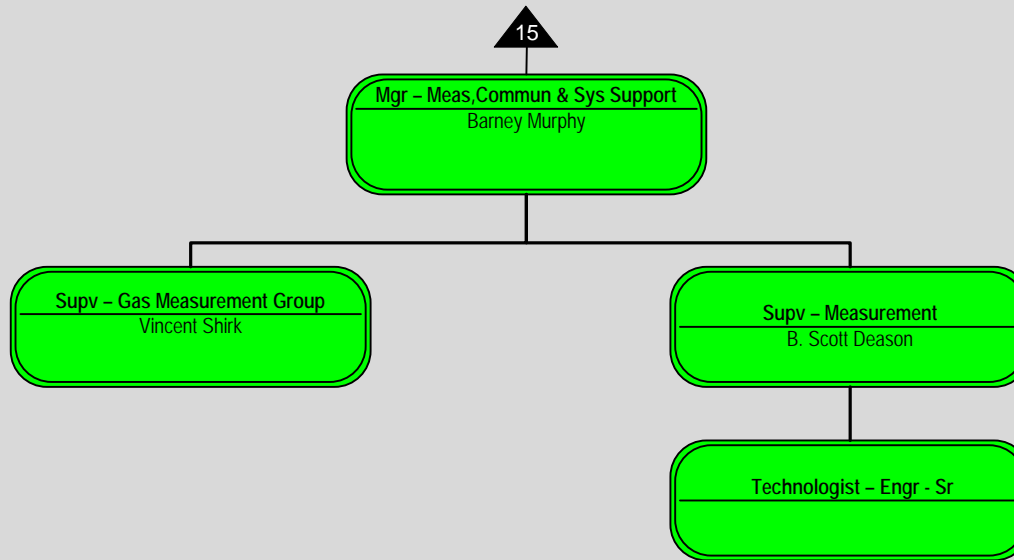 15
Mgr – Meas,Commun & Sys Support
Barney Murphy
Supv – Gas Measurement Group
Vincent Shirk
Supv – Measurement
B. Scott Deason
Technologist – Engr - Sr